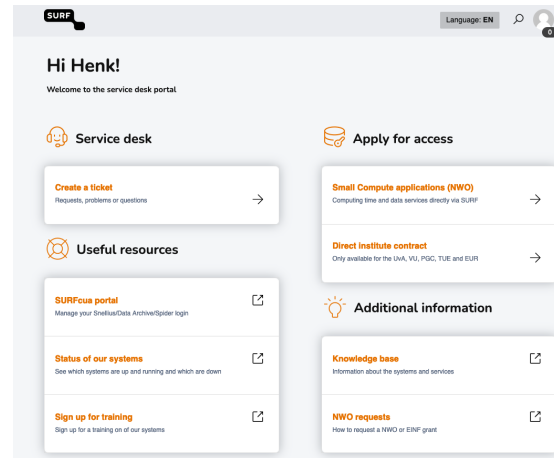 SURF
Language: EN
0
Hi Henk!
Welcome to the service desk portal
Service desk
Create a ticket
Requests, problems or questions
Useful resources
SURFcua portal
Manage your Snellius/Data Archive/Spider login
Status of our systems
See which systems are up and running and which are down
Sign up for training
Sign up for a training on of our systems
Apply for access
Small Compute applications (NWO)
Computing time and data services directly via SURF
Direct institute contract
Only available for the UvA, VU, PGC, TUE and EUR
Additional information
Knowledge base
Information about the systems and services
NWO requests
How to request a NWO or EINF grant